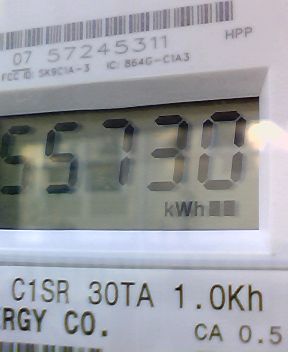 07 57245311
HPP
FCC ID: SK9C1A-3 IC: 864G-C1A3
55730
kWh
C1SR 30TA 1.0Kh
ERGY CO.
CA 0.5